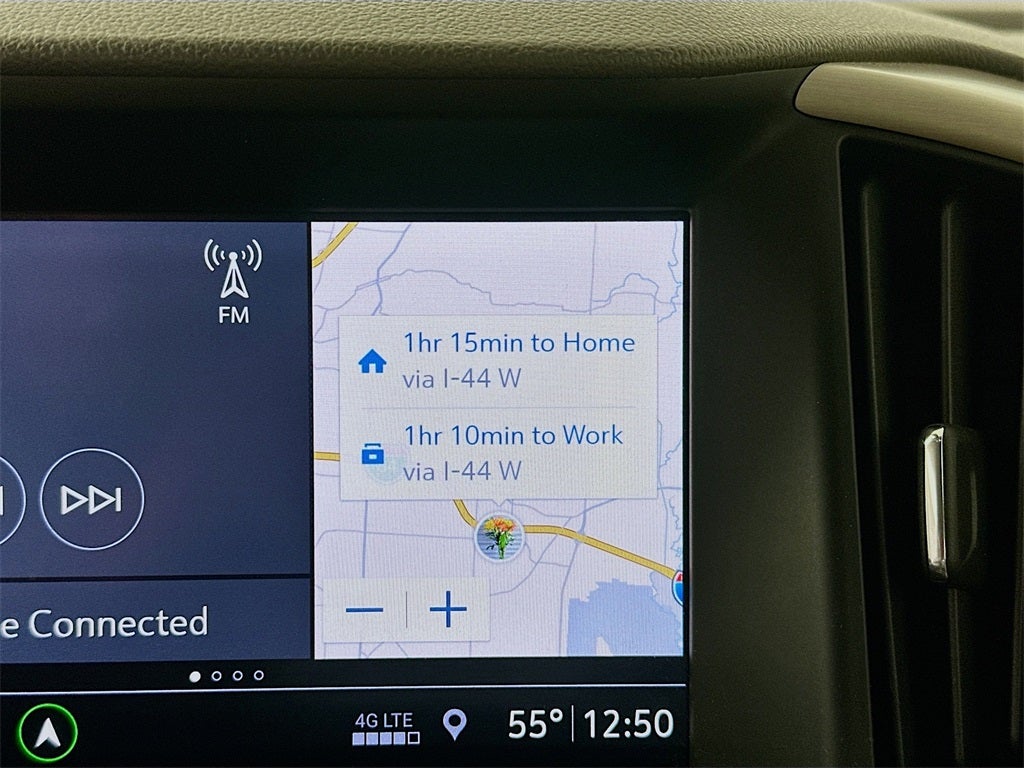 FM
1hr 15min to Home
via I-44 W
1hr 10min to Work
via I-44 W
e Connected
4G LTE
55° 12:50